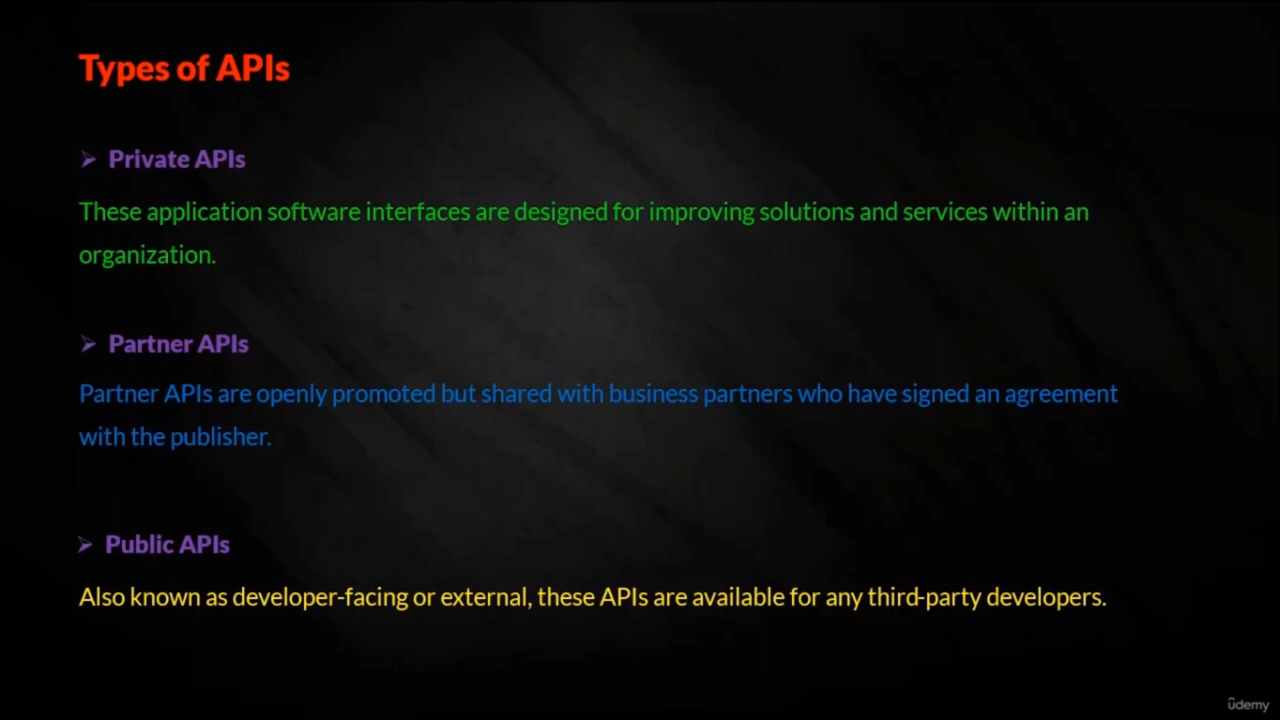 Types of APIs
➢ Private APIs
These application software interfaces are designed for improving solutions and services within an
organization.
➢ Partner APIs
Partner APIs are openly promoted but shared with business partners who have signed an agreement
with the publisher.
➢ Public APIs
Also known as developer-facing or external, these APIs are available for any third-party developers.
ûdemy